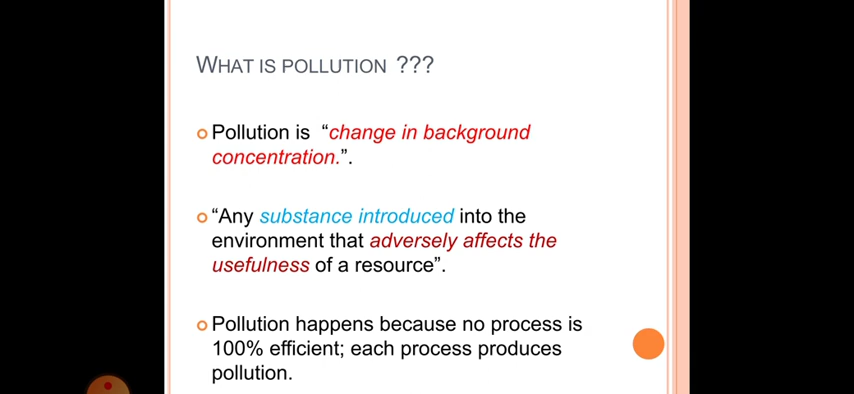 WHAT IS POLLUTION ???
Pollution is “change in background
concentration.”.
“Any substance introduced into the
environment that adversely affects the
usefulness of a resource”.
Pollution happens because no process is
100% efficient; each process produces
pollution.